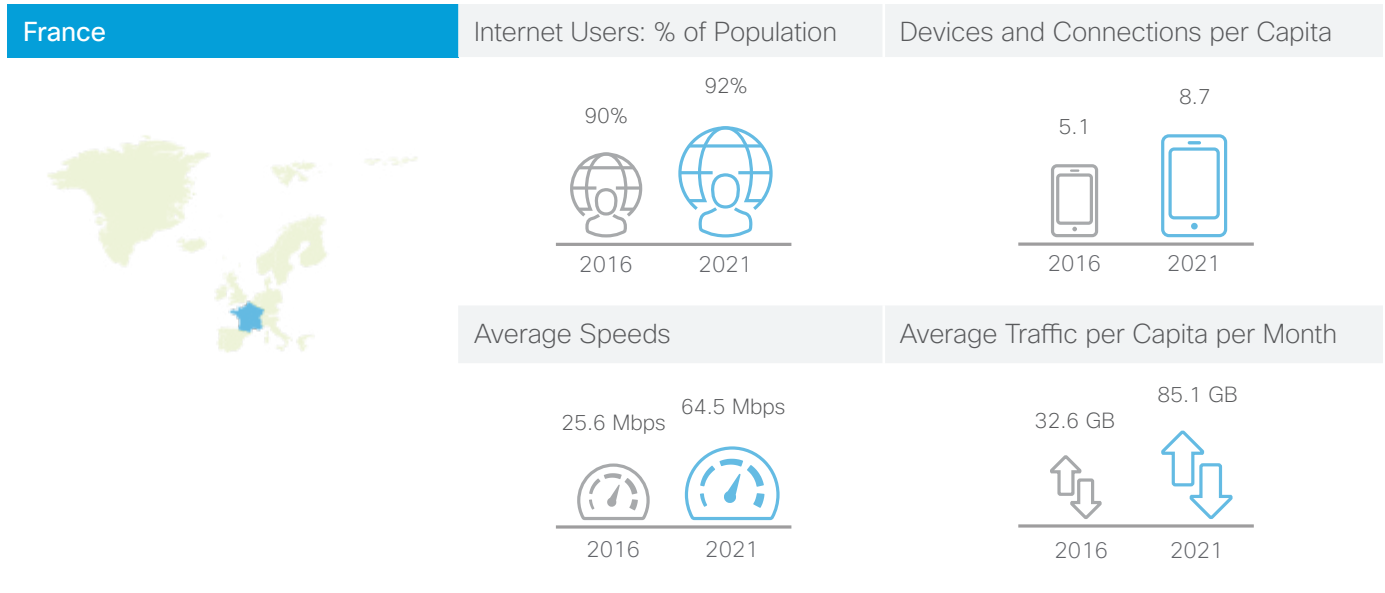 France
Internet Users: % of Population
Devices and Connections per Capita
90%
92%
2016
2021
5.1
8.7
2016
2021
Average Speeds
Average Traffic per Capita per Month
25.6 Mbps
64.5 Mbps
2016
2021
32.6 GB
85.1 GB
2016
2021